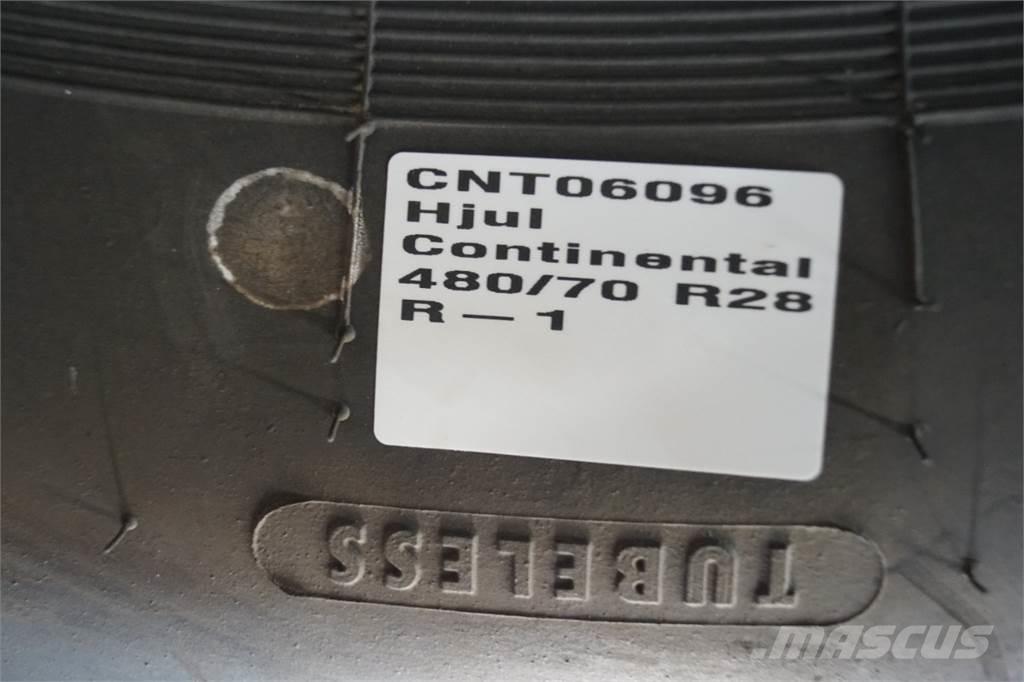 CNT06096
Hjul
Continental
480/70 R28
R – 1
TUBELESS
MASCUS